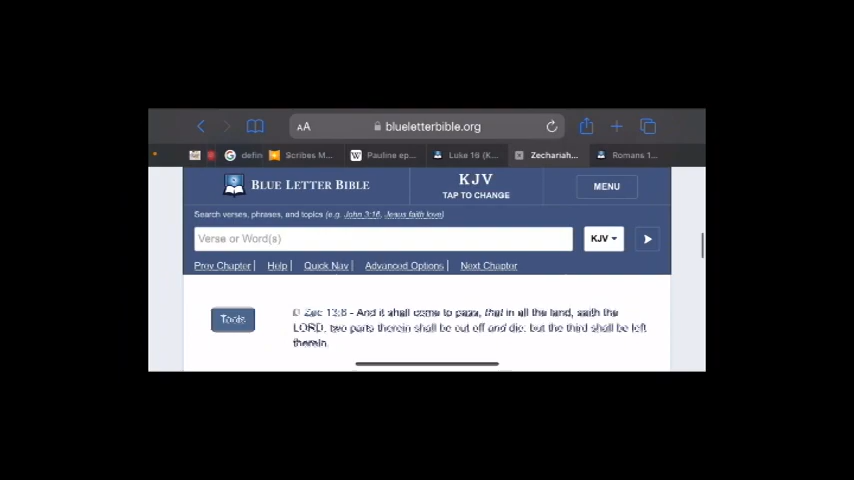 AA blueletterbible.org
defin Scribes M... Pauline ep... Luke 16 (K... Zechariah... Romans 1...
BLUE LETTER BIBLE KJV MENU
TAP TO CHANGE
Search verses, phrases, and topics (e.g. John 3:16, Jesus faith love)
Verse or Word(s) KJV
Prev Chapter | Help | Quick Nav | Advanced Options | Next Chapter
Tools Zec 13:8 - And it shall come to pass, that in all the land, saith the
LORD, two parts therein shall be cut off and die; but the third shall be left
therein.